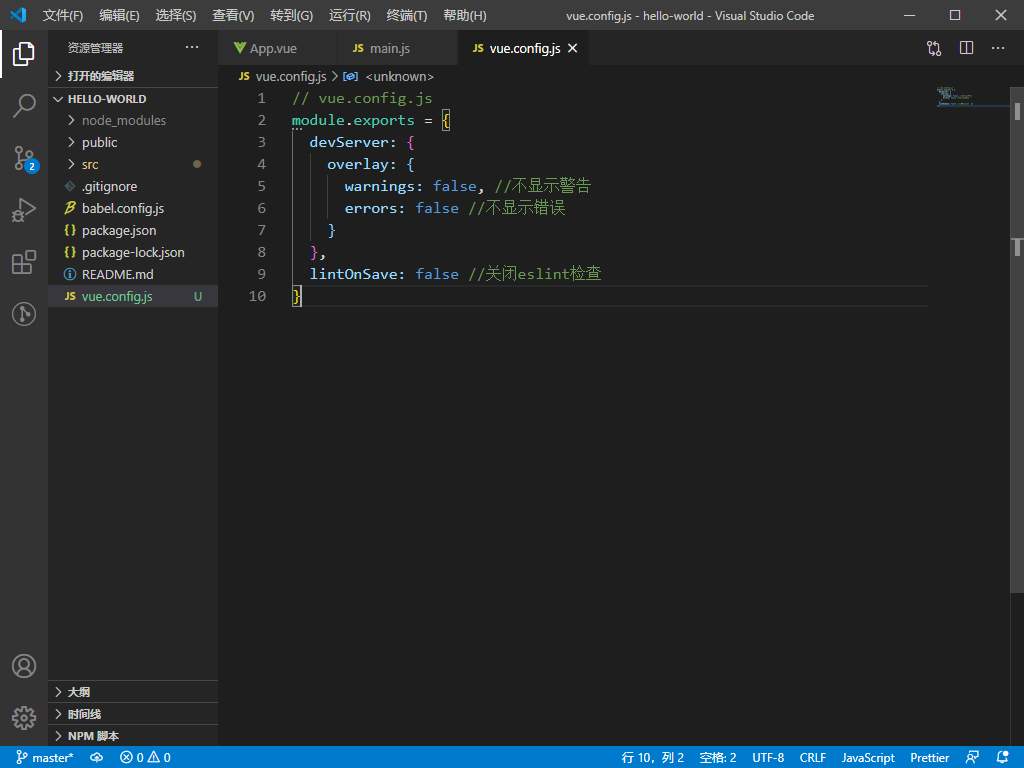 文件(F) 编辑(E) 选择(S) 查看(V) 转到(G) 运行(R) 终端(T) 帮助(H) vue.config.js - hello-world - Visual Studio Code
资源管理器
打开的编辑器
HELLO-WORLD
node_modules
public
src
.gitignore
babel.config.js
package.json
package-lock.json
README.md
JS vue.config.js U
2
大纲
时间线
NPM 脚本
App.vue JS main.js JS vue.config.js
JS vue.config.js > <unknown>
1 // vue.config.js
2 module.exports = {
3 devServer: {
4 overlay: {
5 warnings: false, //不显示警告
6 errors: false //不显示错误
7 }
8 },
9 lintOnSave: false //关闭eslint检查
10 }
master* 0 0 行 10，列 2 空格: 2 UTF-8 CRLF JavaScript Prettier